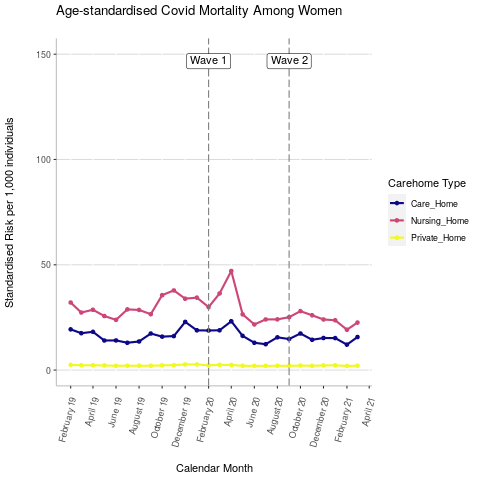 Age-standardised Covid Mortality Among Women
Standardised Risk per 1,000 individuals
150
100
50
0
Wave 1
Wave 2
February 19
April 19
June 19
August 19
October 19
December 19
February 20
April 20
June 20
August 20
October 20
December 20
February 21
April 21
Calendar Month
Carehome Type
Care_Home
Nursing_Home
Private_Home